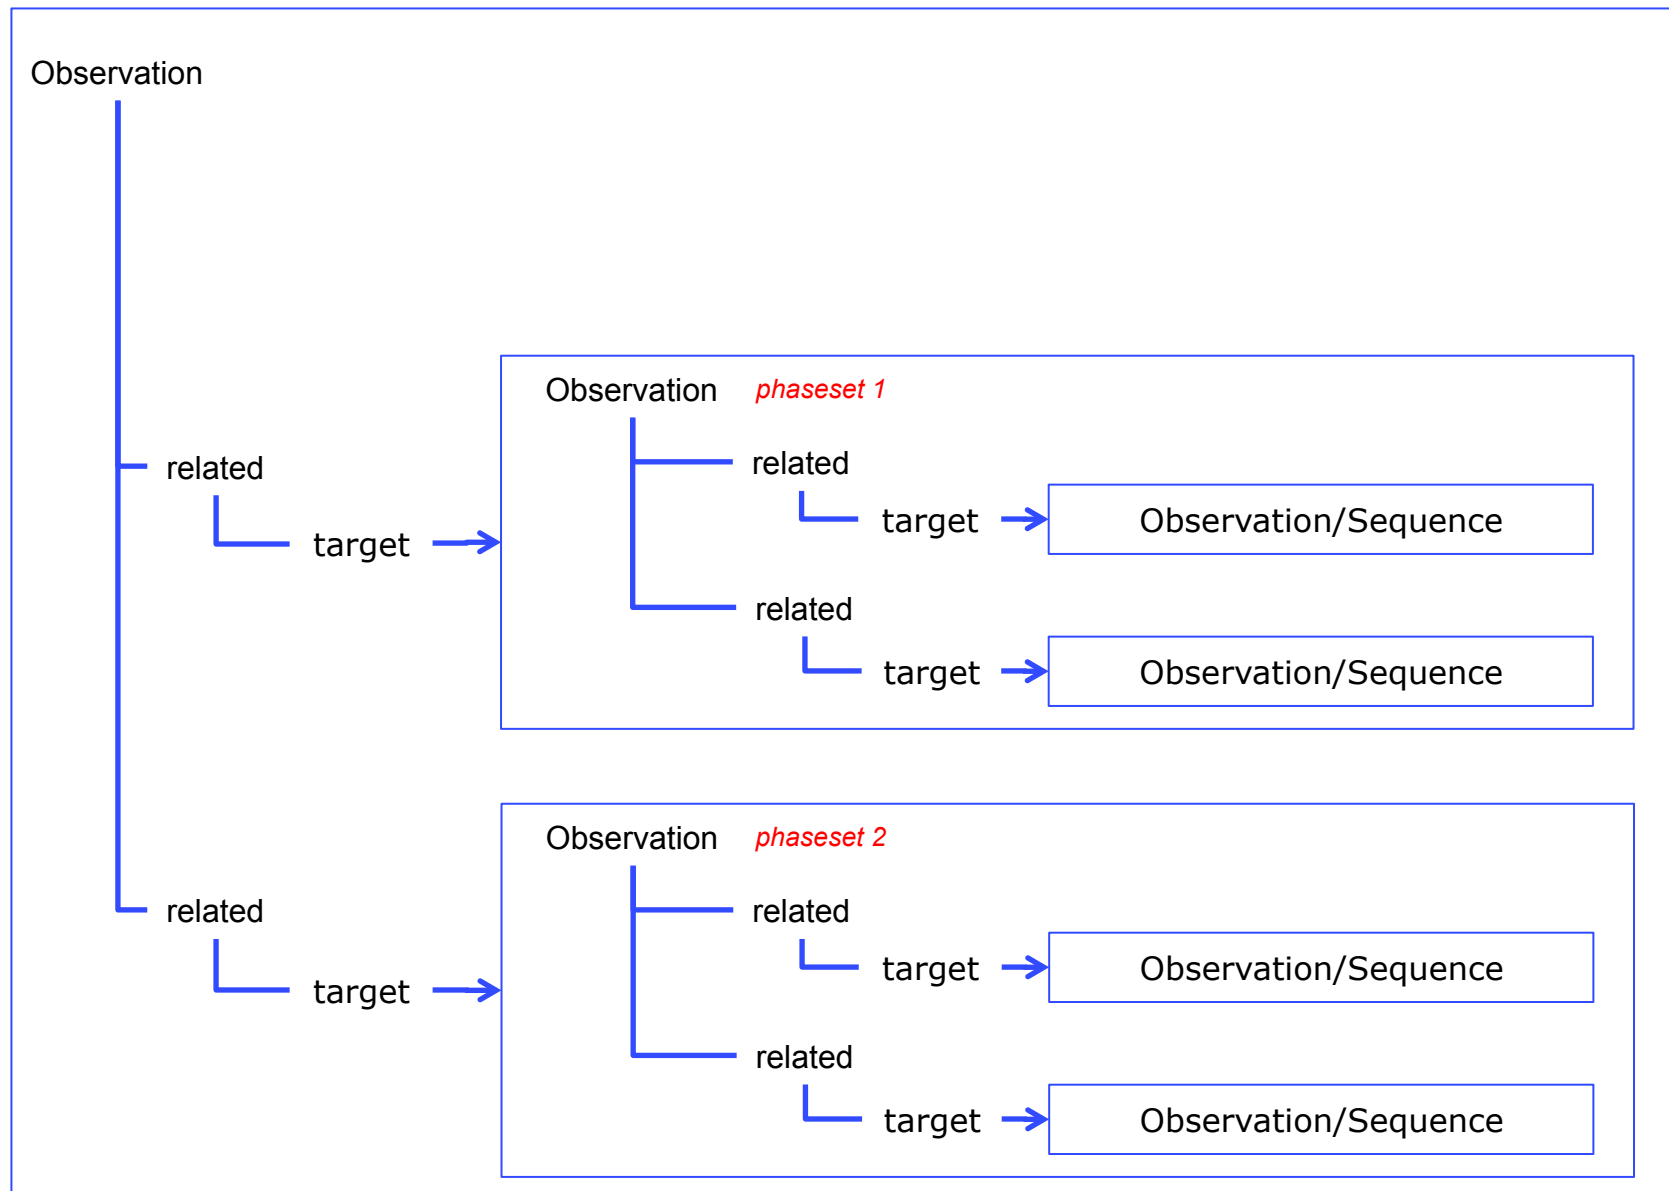 Observation
Observation phaseset 1
related
related
target Observation/Sequence
target
related
target Observation/Sequence
Observation phaseset 2
related
related
target Observation/Sequence
target
related
target Observation/Sequence